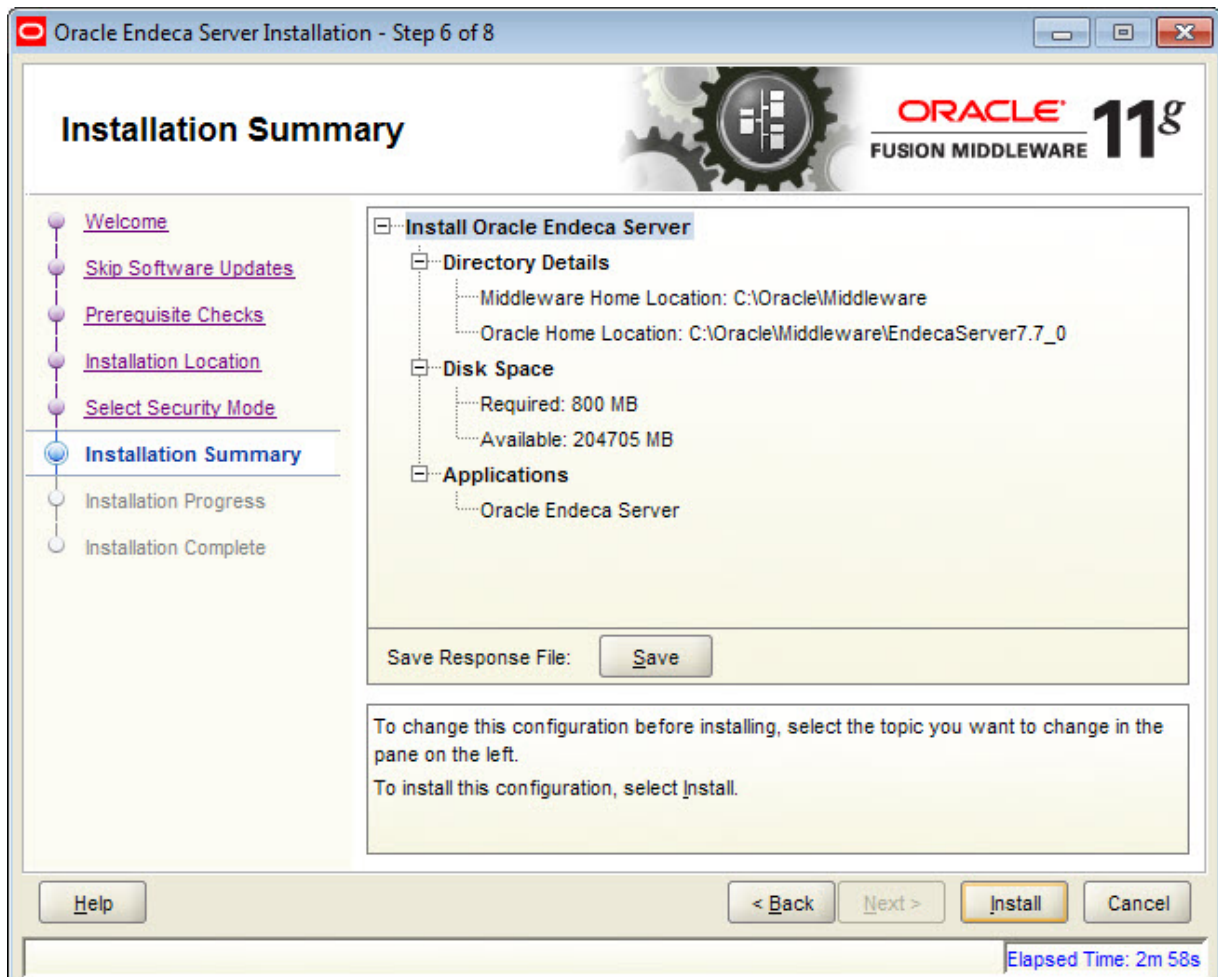 Oracle Endeca Server Installation - Step 6 of 8
Installation Summary
ORACLE
FUSION MIDDLEWARE
11g
Welcome
Skip Software Updates
Prerequisite Checks
Installation Location
Select Security Mode
Installation Summary
Installation Progress
Installation Complete
Install Oracle Endeca Server
Directory Details
Middleware Home Location: C:\Oracle\Middleware
Oracle Home Location: C:\Oracle\Middleware\EndecaServer7.7_0
Disk Space
Required: 800 MB
Available: 204705 MB
Applications
Oracle Endeca Server
Save Response File: Save
To change this configuration before installing, select the topic you want to change in the
pane on the left.
To install this configuration, select Install.
Help < Back Next > Install Cancel
Elapsed Time: 2m 58s